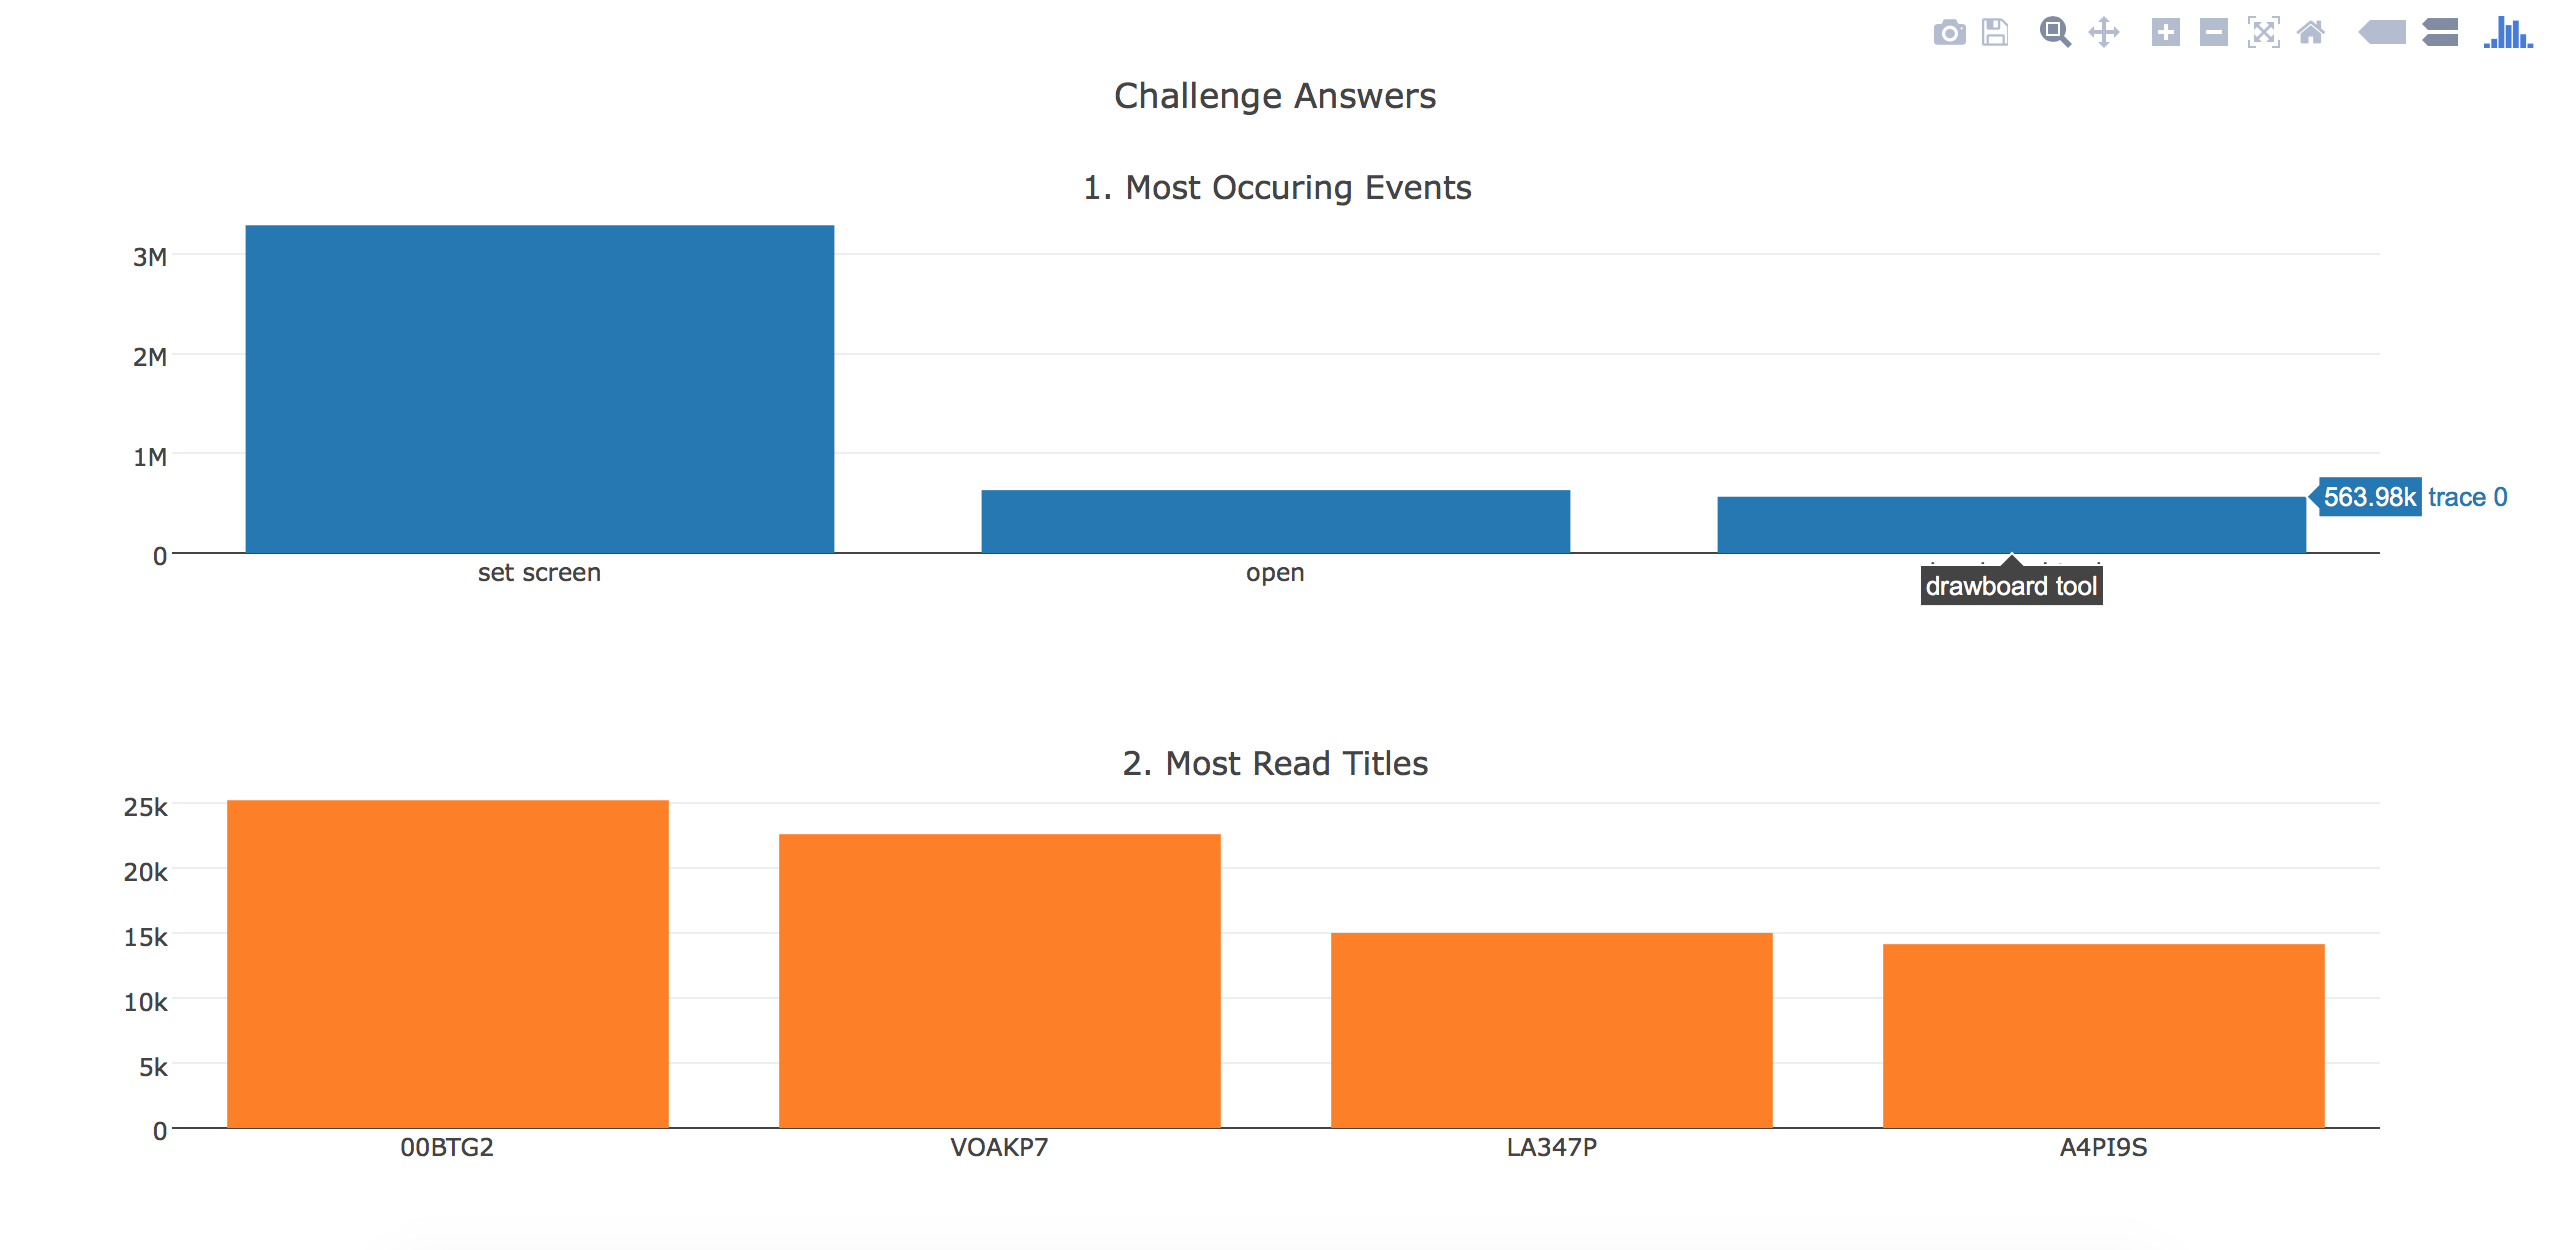 Challenge Answers
1. Most Occuring Events
3M
2M
1M
0
563.98k trace 0
set screen open
drawboard tool
2. Most Read Titles
25k
20k
15k
10k
5k
0
00BTG2 VOAKP7 LA347P A4PI9S